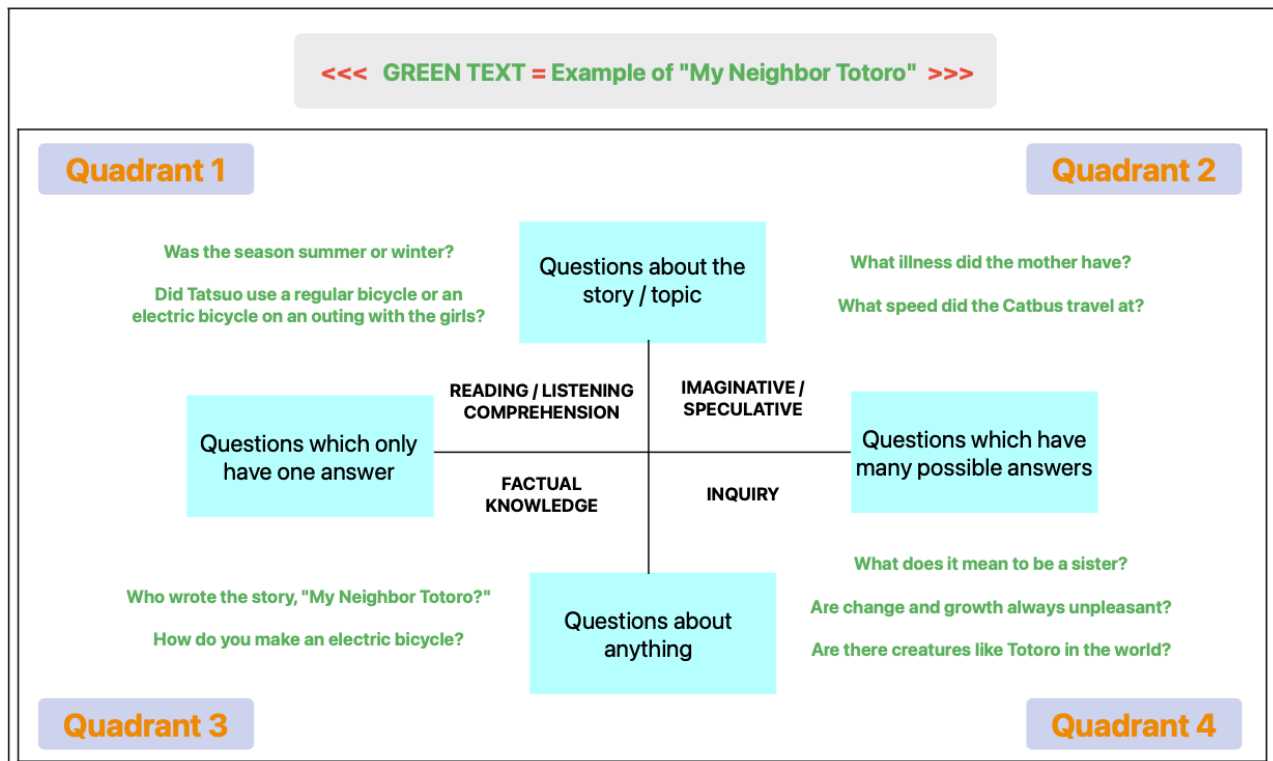 <<< GREEN TEXT = Example of "My Neighbor Totoro" >>>
Quadrant 1
Quadrant 2
Was the season summer or winter?
Did Tatsuo use a regular bicycle or an
electric bicycle on an outing with the girls?
Questions about the
story / topic
What illness did the mother have?
What speed did the Catbus travel at?
READING / LISTENING
COMPREHENSION
IMAGINATIVE /
SPECULATIVE
Questions which only
have one answer
Questions which have
many possible answers
FACTUAL
KNOWLEDGE
INQUIRY
Who wrote the story, "My Neighbor Totoro?"
How do you make an electric bicycle?
Questions about
anything
What does it mean to be a sister?
Are change and growth always unpleasant?
Are there creatures like Totoro in the world?
Quadrant 3
Quadrant 4